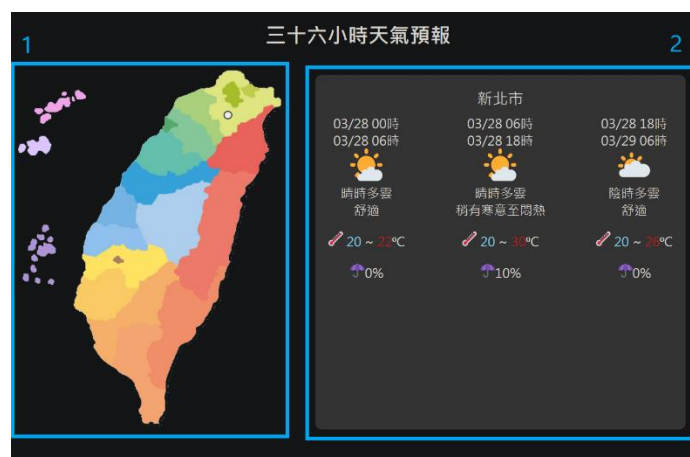 三十六小時天氣預報
1
2
新北市
03/28 00時
03/28 06時
晴時多雲
舒適
20 ~ 22°C
0%
03/28 06時
03/28 18時
晴時多雲
稍有寒意至悶熱
20 ~ 30°C
10%
03/28 18時
03/29 06時
陰時多雲
舒適
20 ~ 26°C
0%